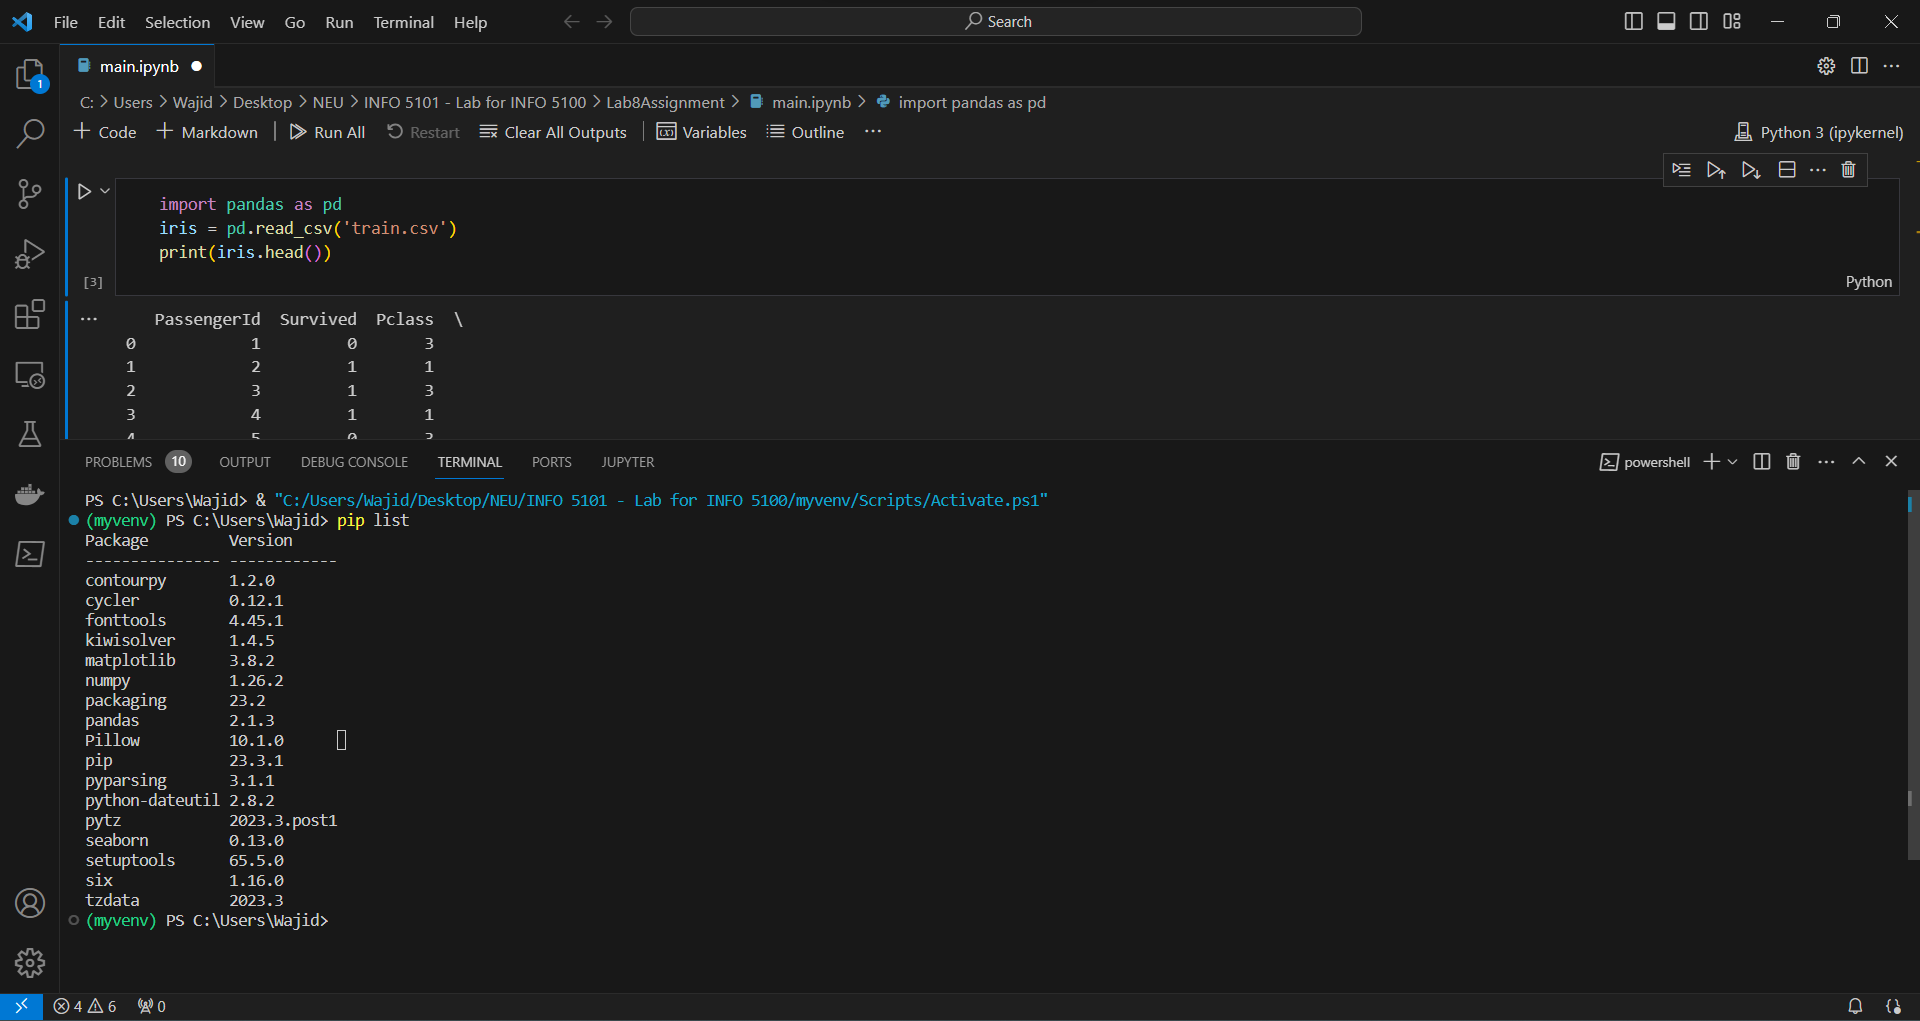 File Edit Selection View Go Run Terminal Help Search
main.ipynb
C: > Users > Wajid > Desktop > NEU > INFO 5101 - Lab for INFO 5100 > Lab8Assignment > main.ipynb > import pandas as pd
+ Code + Markdown | Run All Restart Clear All Outputs | Variables Outline ··· Python 3 (ipykernel)
import pandas as pd
iris = pd.read_csv('train.csv')
print(iris.head())
[3] Python
··· PassengerId Survived Pclass \
0 1 0 3
1 2 1 1
2 3 1 3
3 4 1 1
4 5 0 3
PROBLEMS 10 OUTPUT DEBUG CONSOLE TERMINAL PORTS JUPYTER powershell
PS C:\Users\Wajid> & "C:/Users/Wajid/Desktop/NEU/INFO 5101 - Lab for INFO 5100/myvenv/Scripts/Activate.ps1"
(myvenv) PS C:\Users\Wajid> pip list
Package Version
--------------- ------------
contourpy 1.2.0
cycler 0.12.1
fonttools 4.45.1
kiwisolver 1.4.5
matplotlib 3.8.2
numpy 1.26.2
packaging 23.2
pandas 2.1.3
Pillow 10.1.0
pip 23.3.1
pyparsing 3.1.1
python-dateutil 2.8.2
pytz 2023.3.post1
seaborn 0.13.0
setuptools 65.5.0
six 1.16.0
tzdata 2023.3
(myvenv) PS C:\Users\Wajid>
4 6 0
1